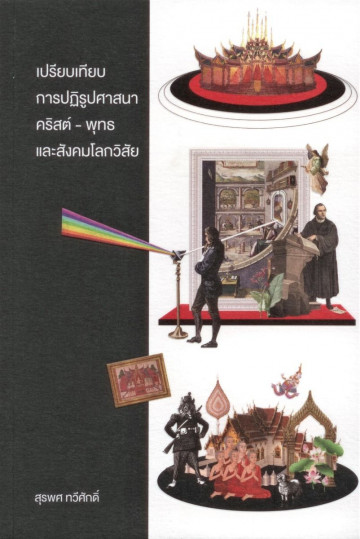 เปรียบเทียบ
การปฏิรูปศาสนา
คริสต์ - พุทธ
และสังคมโลกวิสัย
สุรพศ ทวีศักดิ์